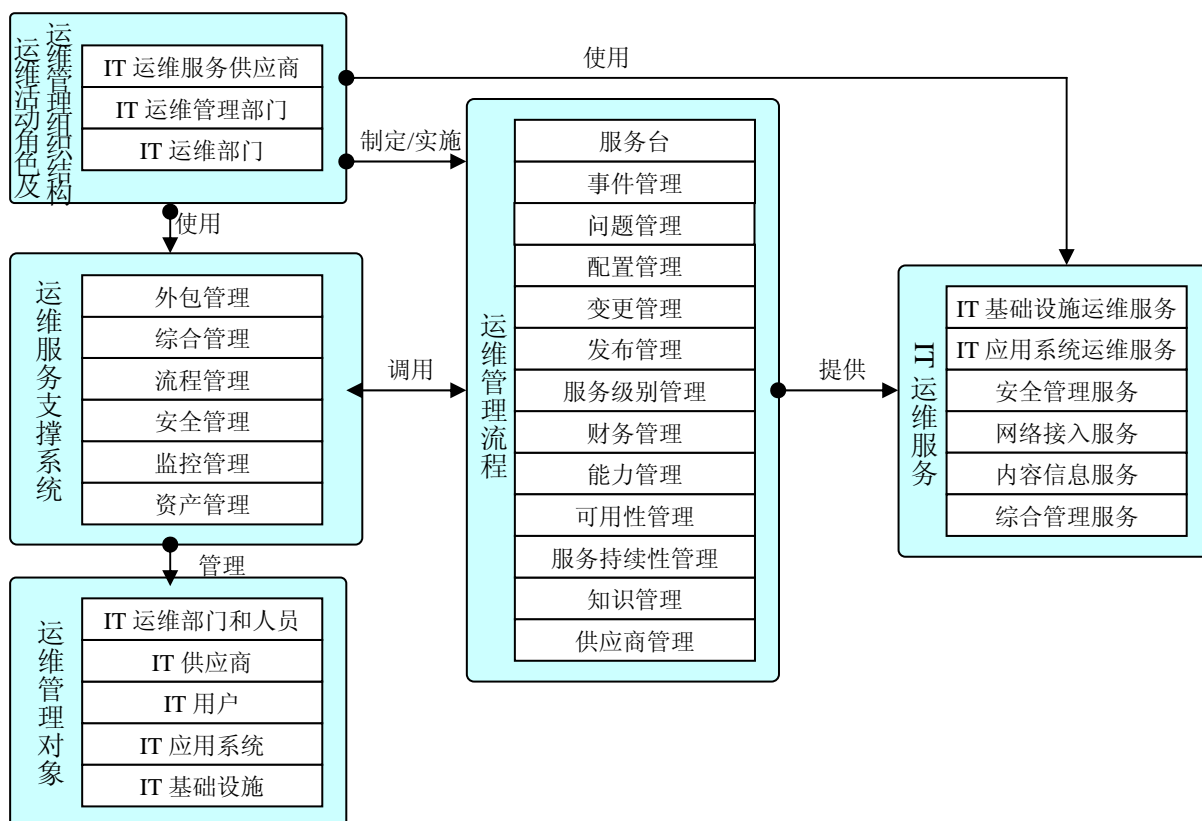 运维活动角色及
运维管理组织结构
IT 运维服务供应商
IT 运维管理部门
IT 运维部门
使用
制定/实施
使用
运维服务支撑系统
外包管理
综合管理
流程管理
安全管理
监控管理
资产管理
调用
管理
运维管理对象
IT 运维部门和人员
IT 供应商
IT 用户
IT 应用系统
IT 基础设施
运维管理流程
服务台
事件管理
问题管理
配置管理
变更管理
发布管理
服务级别管理
财务管理
能力管理
可用性管理
服务持续性管理
知识管理
供应商管理
提供
IT 运维服务
IT 基础设施运维服务
IT 应用系统运维服务
安全管理服务
网络接入服务
内容信息服务
综合管理服务